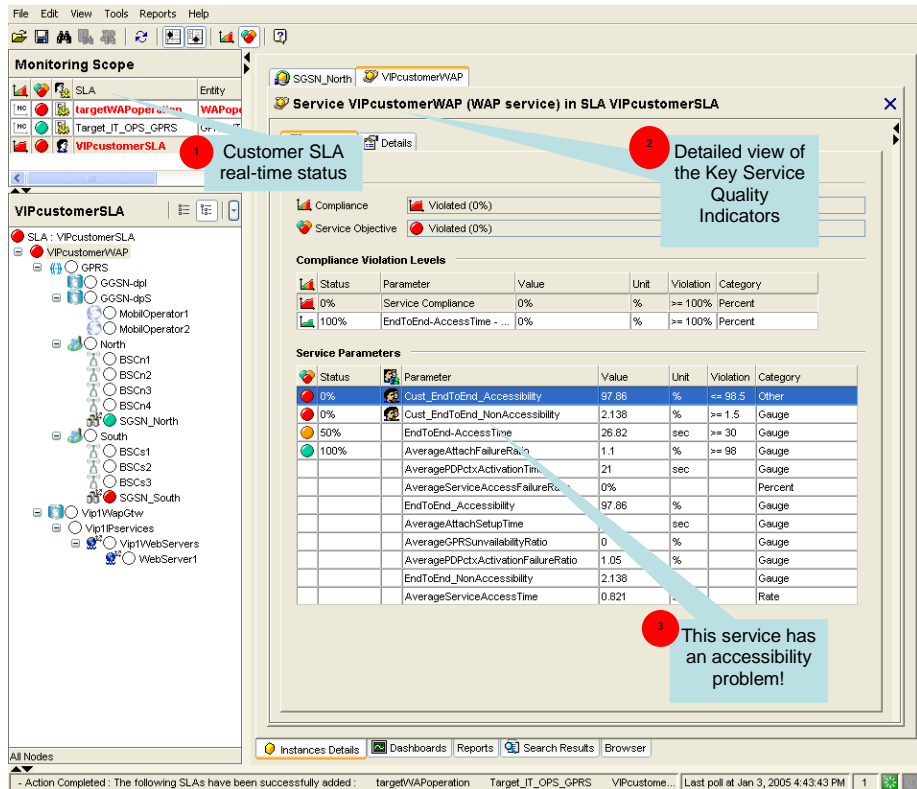 File Edit View Tools Reports Help
Monitoring Scope
SLA Entity
targetWAPoperation WAPope
Target_IT_OPS_GPRS
VIPcustomerSLA
1
Customer SLA
real-time status
VIPcustomerSLA
SLA : VIPcustomerSLA
VIPcustomerWAP
GPRS
GGSN-dpI
GGSN-dpS
MobilOperator1
MobilOperator2
North
BSCn1
BSCn2
BSCn3
BSCn4
SGSN_North
South
BSCs1
BSCs2
BSCs3
SGSN_South
Vip1WapGtw
Vip1IPservices
Vip1WebServers
WebServer1
All Nodes
SGSN_North VIPcustomerWAP
Service VIPcustomerWAP (WAP service) in SLA VIPcustomerSLA
Details
2
Detailed view of
the Key Service
Quality
Indicators
Compliance Violated (0%)
Service Objective Violated (0%)
Compliance Violation Levels
Status Parameter Value Unit Violation Category
0% Service Compliance 0% % >= 100% Percent
100% EndToEnd-AccessTime - ... 0% % >= 100% Percent
Service Parameters
Status Parameter Value Unit Violation Category
0% Cust_EndToEnd_Accessibility 97.86 % <= 98.5 Other
0% Cust_EndToEnd_NonAccessibility 2.138 % >= 1.5 Gauge
50% EndToEnd-AccessTime 26.82 sec >= 30 Gauge
100% AverageAttachFailureRatio 1.1 % >= 98 Gauge
AveragePDPctxActivationTime 21 sec Gauge
AverageServiceAccessFailureRatio 0% Percent
EndToEnd_Accessibility 97.86 % Gauge
AverageAttachSetupTime sec Gauge
AverageGPRSunvailabilityRatio 0 % Gauge
AveragePDPctxActivationFailureRatio 1.05 % Gauge
EndToEnd_NonAccessibility 2.138 Gauge
AverageServiceAccessTime 0.821 Rate
3
This service has
an accessibility
problem!
Instances Details Dashboards Reports Search Results Browser
- Action Completed : The following SLAs have been successfully added : targetWAPoperation Target_IT_OPS_GPRS VIPcustome... Last poll at Jan 3, 2005 4:43:43 PM 1